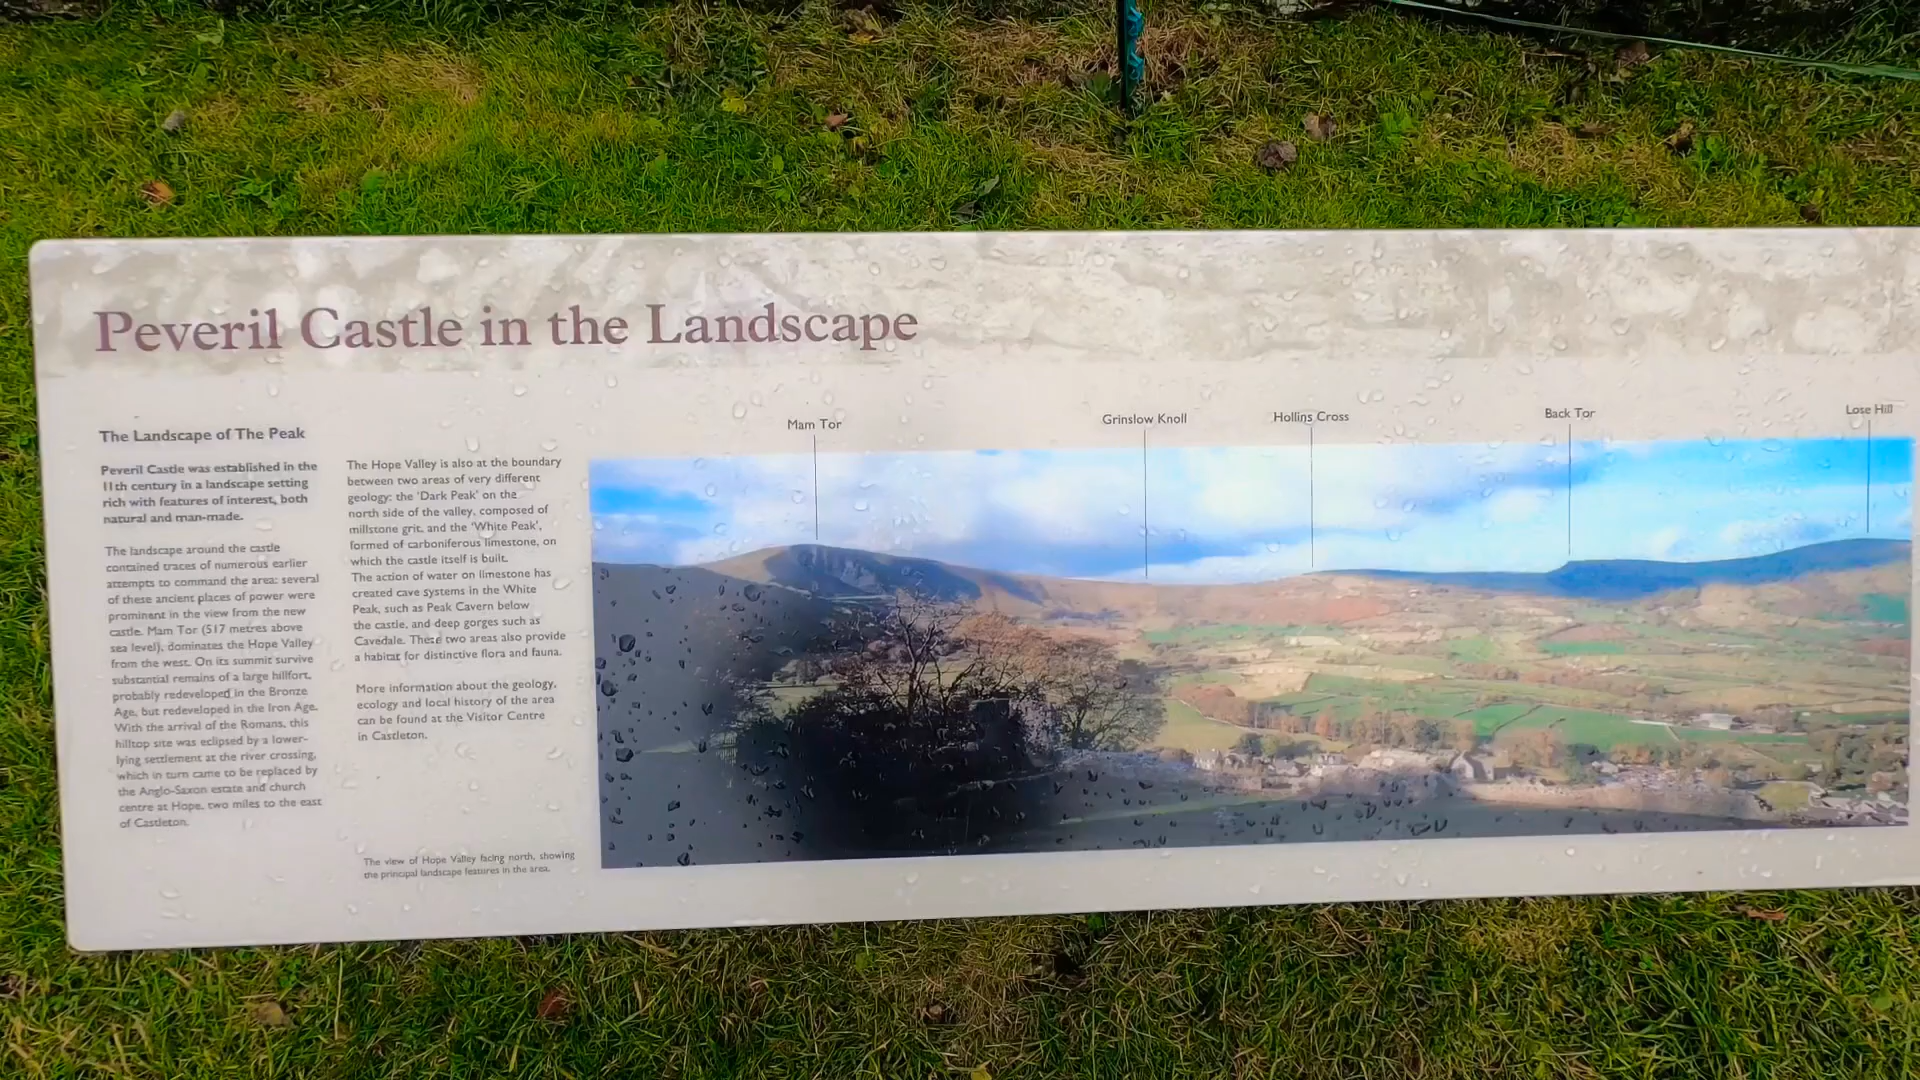 Peveril Castle in the Landscape
The Landscape of The Peak
Peveril Castle was established in the
11th century in a landscape setting
rich with features of interest, both
natural and man-made.
The landscape around the castle
contained traces of numerous earlier
attempts to command the area: several
of these ancient places of power were
prominent in the view from the new
castle. Mam Tor (517 metres above
sea level), dominates the Hope Valley
from the west. On its summit survive
substantial remains of a large hillfort,
probably redeveloped in the Bronze
Age, but redeveloped in the Iron Age.
With the arrival of the Romans, this
hilltop site was eclipsed by a lower-
lying settlement at the river crossing,
which in turn came to be replaced by
the Anglo-Saxon estate and church
centre at Hope, two miles to the east
of Castleton.
The Hope Valley is also at the boundary
between two areas of very different
geology: the 'Dark Peak' on the
north side of the valley, composed of
millstone grit, and the 'White Peak',
formed of carboniferous limestone, on
which the castle itself is built.
The action of water on limestone has
created cave systems in the White
Peak, such as Peak Cavern below
the castle, and deep gorges such as
Cavedale. These two areas also provide
a habitat for distinctive flora and fauna.
More information about the geology,
ecology and local history of the area
can be found at the Visitor Centre
in Castleton.
The view of Hope Valley facing north, showing
the principal landscape features in the area.
Mam Tor
Grinslow Knoll
Hollins Cross
Back Tor
Lose Hill